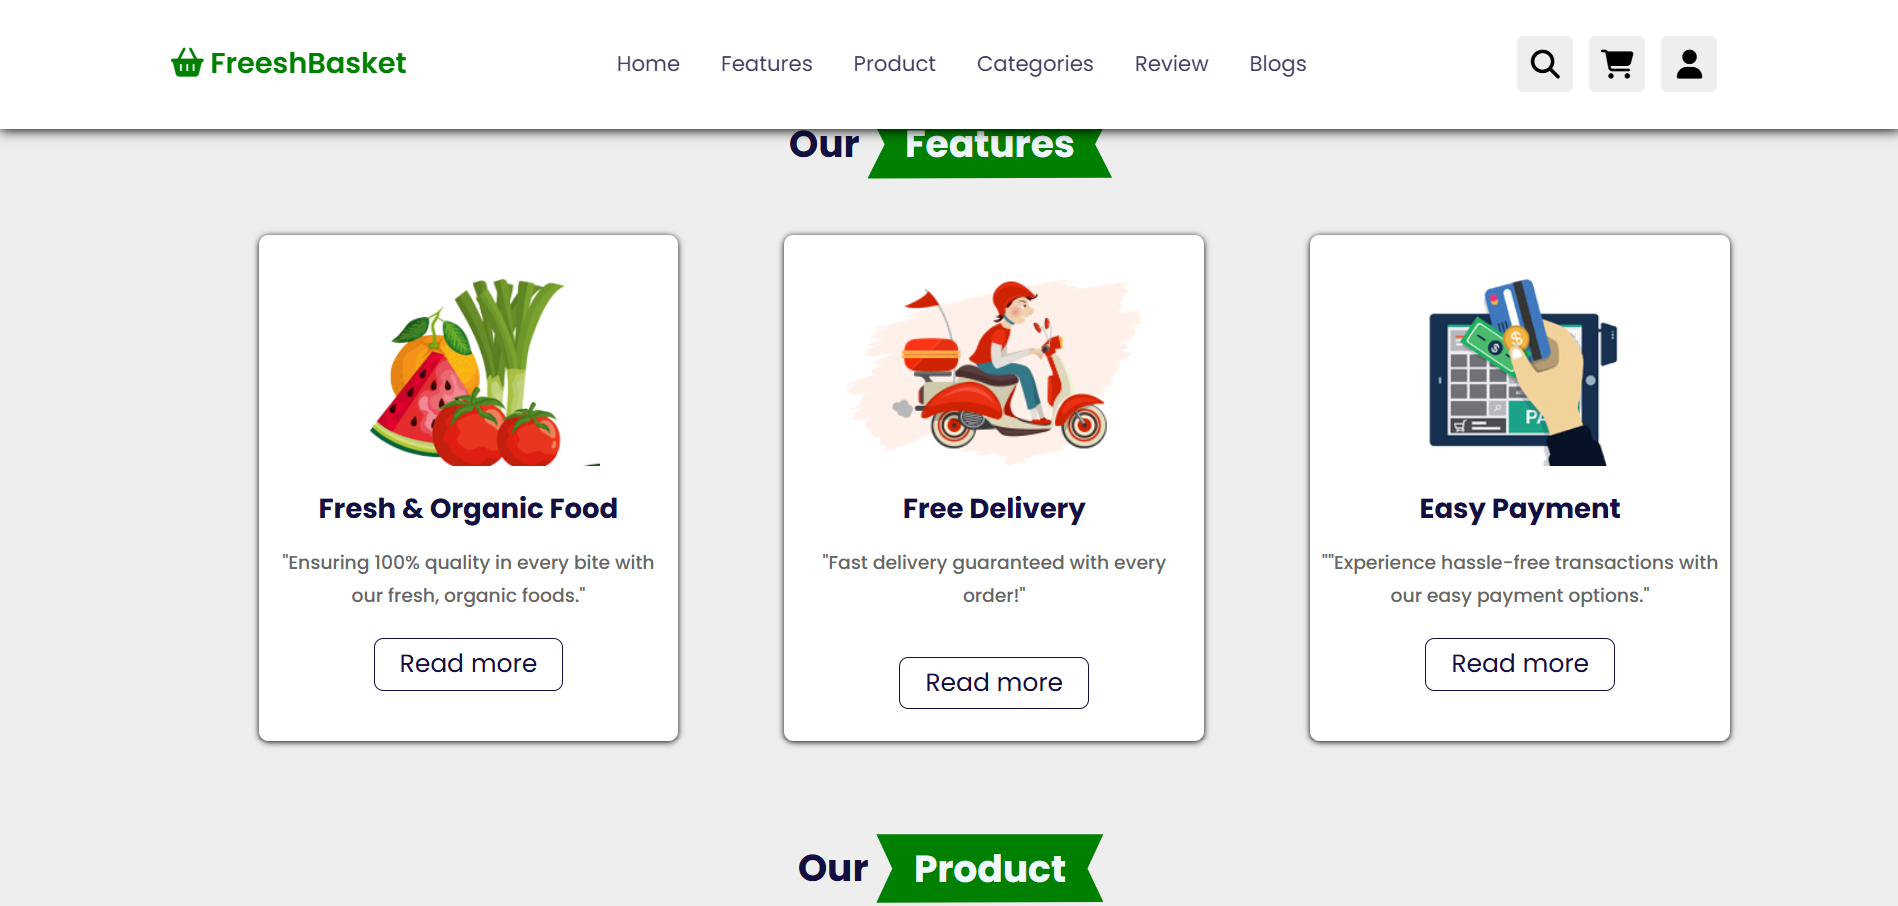 FreeshBasket
Home Features Product Categories Review Blogs
Our Features
Fresh & Organic Food
"Ensuring 100% quality in every bite with
our fresh, organic foods."
Read more
Free Delivery
"Fast delivery guaranteed with every
order!"
Read more
PA
Easy Payment
""Experience hassle-free transactions with
our easy payment options."
Read more
Our Product